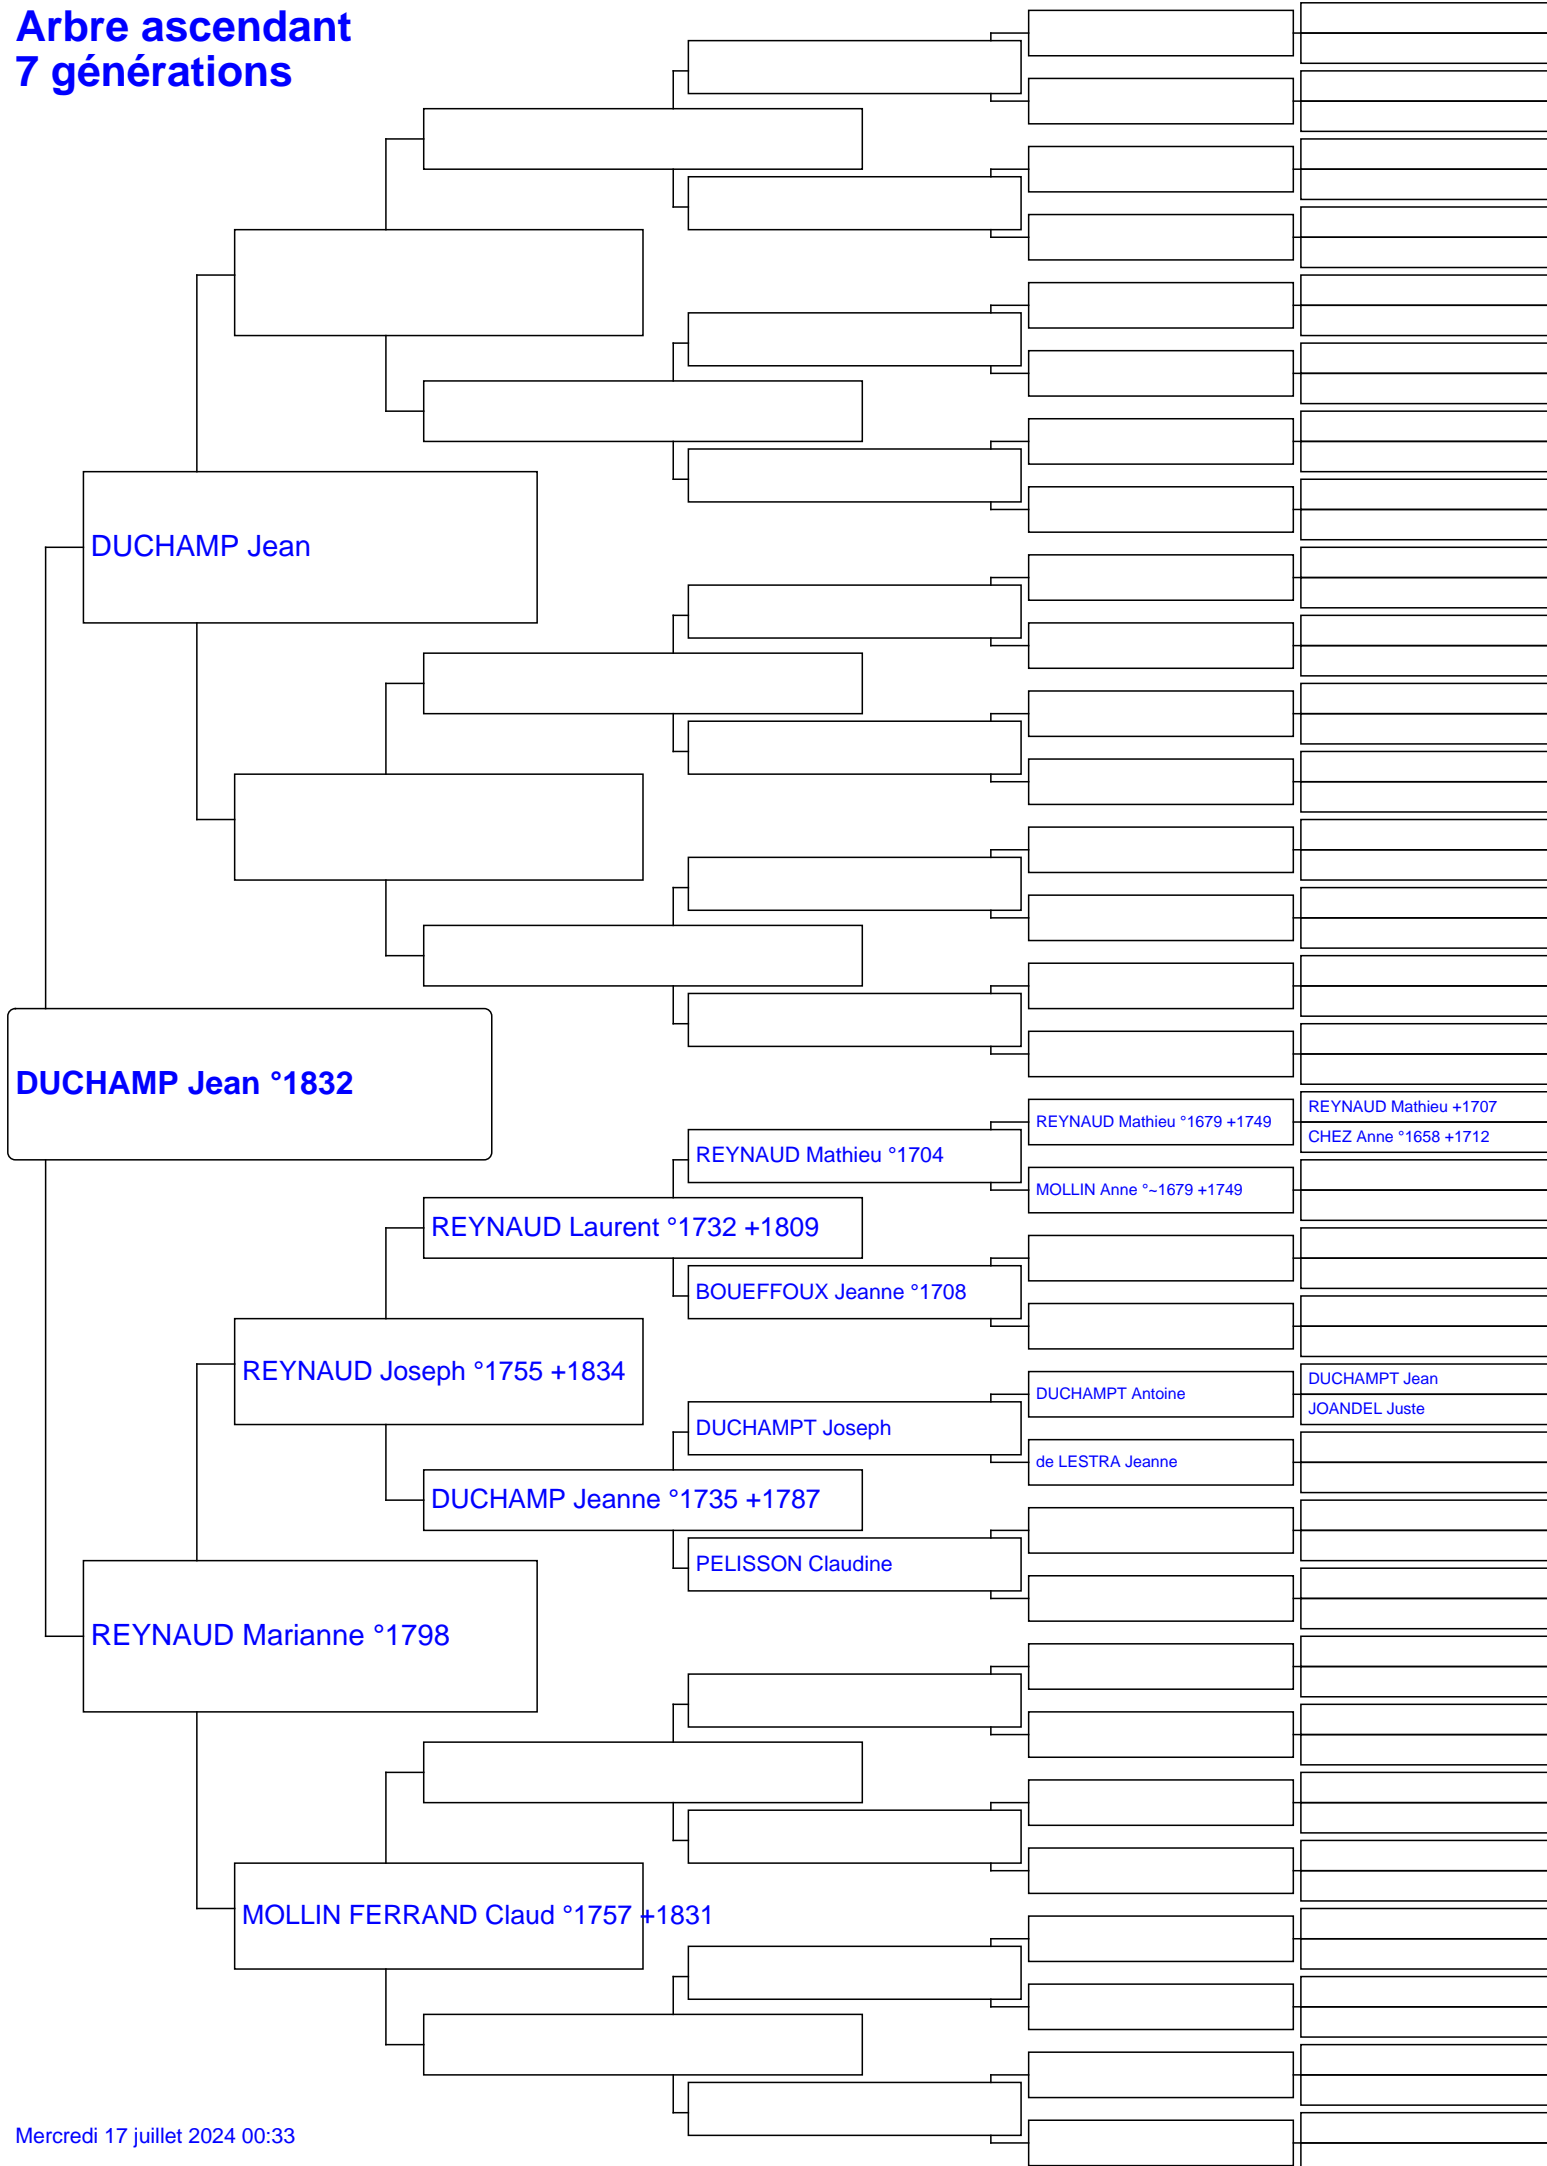 Arbre ascendant
7 générations
DUCHAMP Jean
DUCHAMP Jean °1832
REYNAUD Mathieu °1679 +1749
REYNAUD Mathieu +1707
CHEZ Anne °1658 +1712
REYNAUD Mathieu °1704
MOLLIN Anne °~1679 +1749
REYNAUD Laurent °1732 +1809
BOUEFFOUX Jeanne °1708
REYNAUD Joseph °1755 +1834
DUCHAMPT Antoine
DUCHAMPT Jean
JOANDEL Juste
DUCHAMPT Joseph
de LESTRA Jeanne
DUCHAMP Jeanne °1735 +1787
PELISSON Claudine
REYNAUD Marianne °1798
MOLLIN FERRAND Claud °1757 +1831
Mercredi 17 juillet 2024 00:33